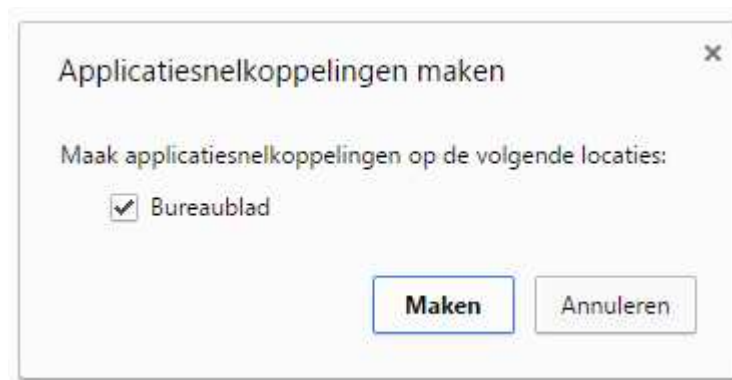 Applicatiesnelkoppelingen maken
Maak applicatiesnelkoppelingen op de volgende locaties:
Bureaublad
Maken Annuleren